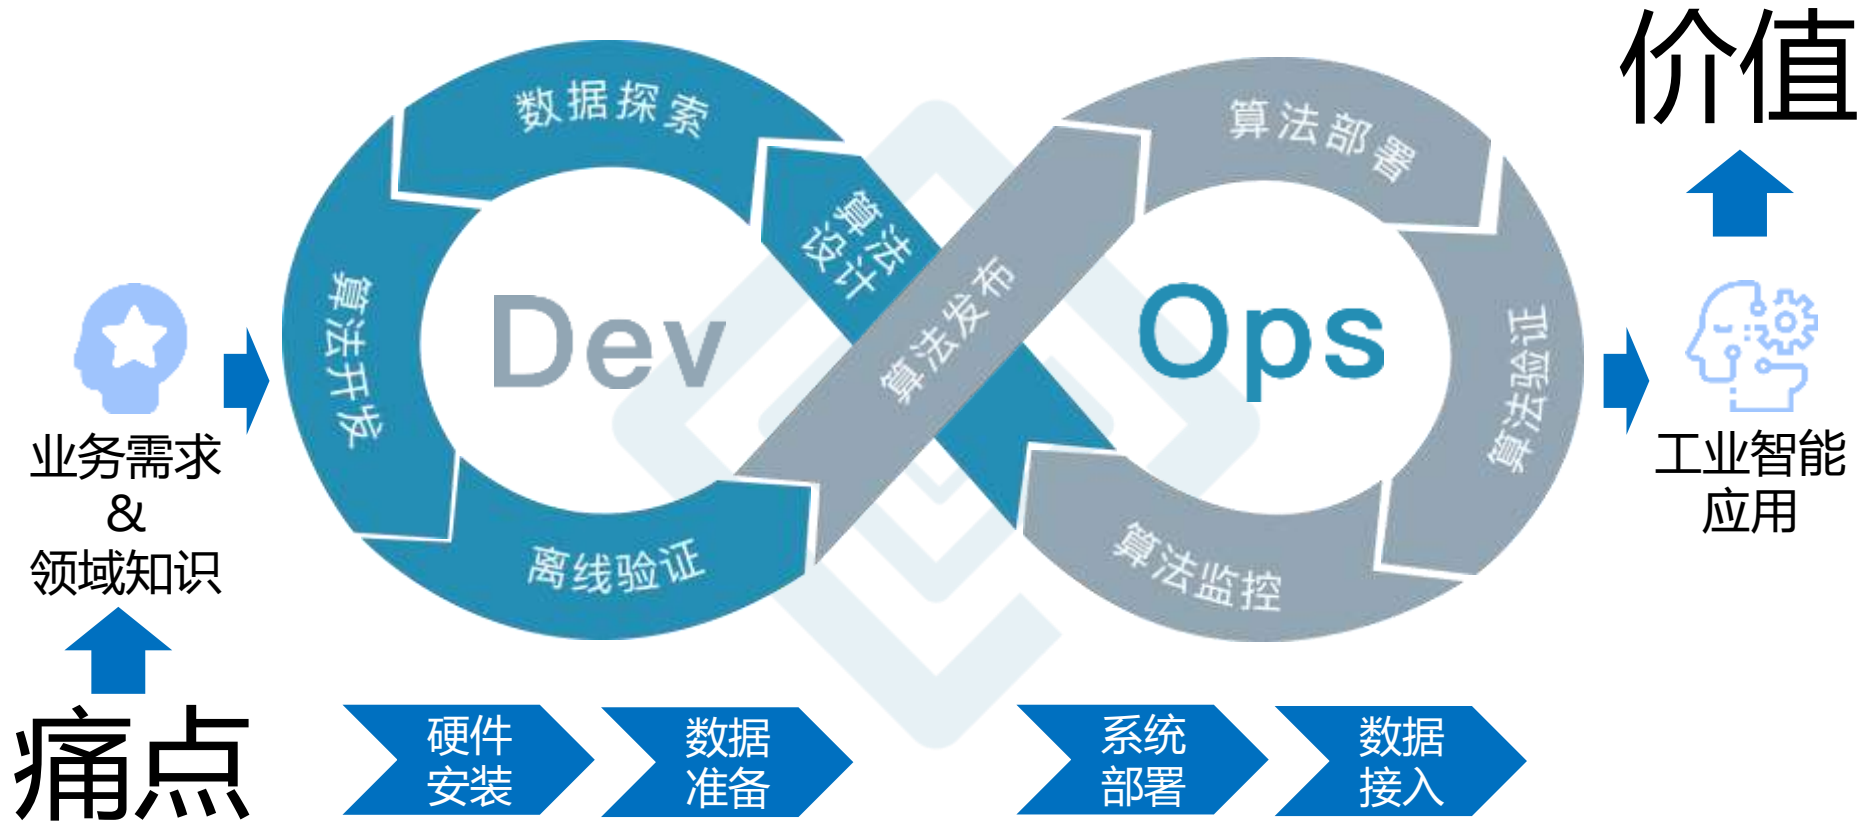 价值
数据探索
算法部署
算法
设计
算法发布
算法开发
Dev
Ops
算法验证
离线验证
算法监控
业务需求
&
领域知识
工业智能
应用
痛点
硬件
安装
数据
准备
系统
部署
数据
接入